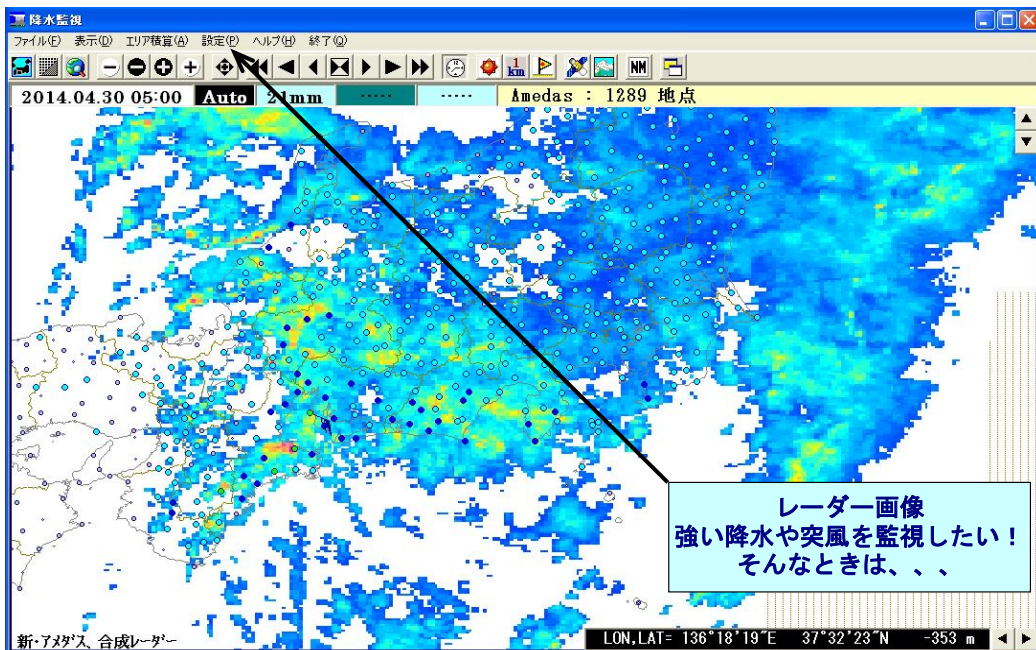 降水監視
ファイル(F) 表示(D) エリア積算(A) 設定(P) ヘルプ(H) 終了(Q)
1km NM
2014.04.30 05:00 Auto 21mm ----- ----- Amedas : 1289 地点
レーダー画像
強い降水や突風を監視したい！
そんなときは、、、
新・アメダス、合成レーダー
LON,LAT= 136°18'19"E 37°32'23"N -353 m